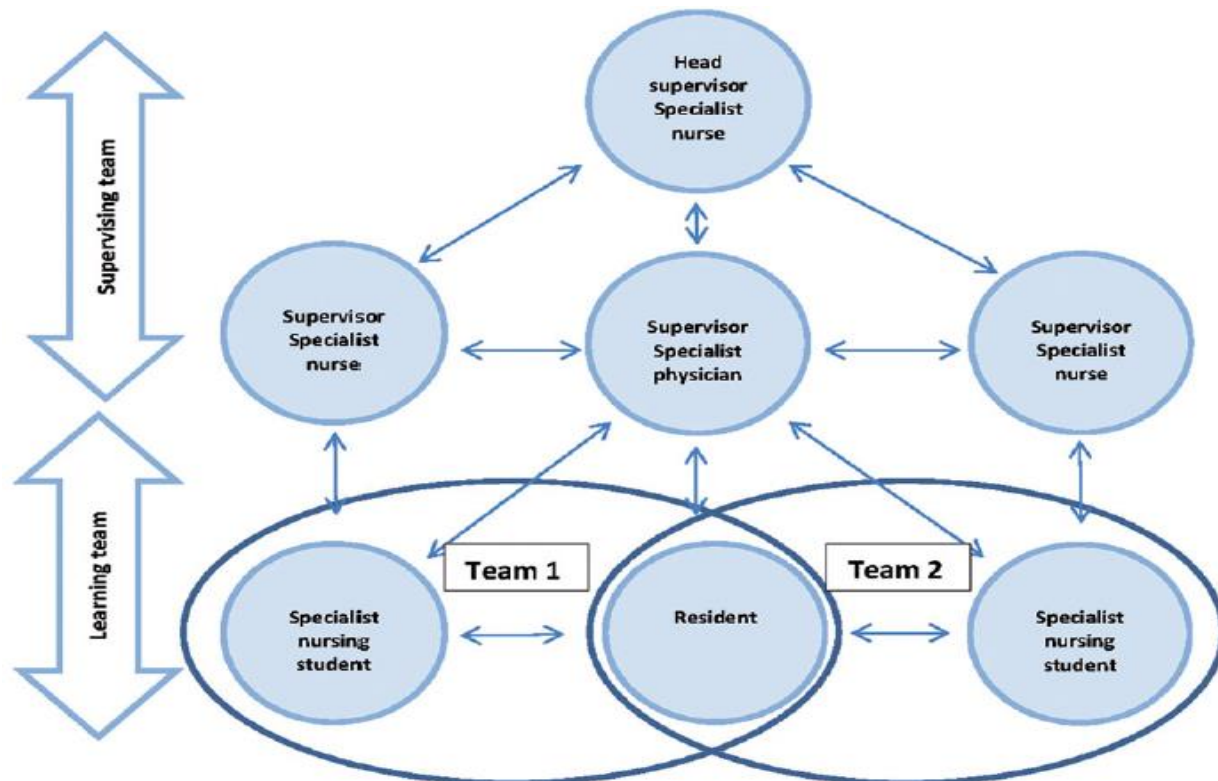 Supervising team
Head
supervisor
Specialist
nurse
Supervisor
Specialist
nurse
Supervisor
Specialist
physician
Supervisor
Specialist
nurse
Learning team
Team 1
Team 2
Specialist
nursing
student
Resident
Specialist
nursing
student